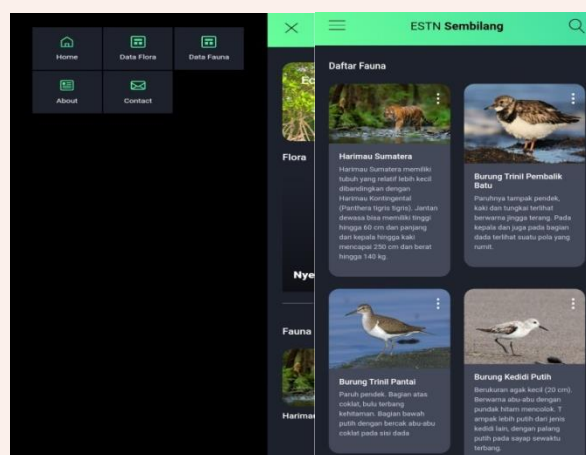 Home
Data Flora
Data Fauna
About
Contact
Ec
Flora
Nye
Fauna
Harimau
ESTN Sembilang
Daftar Fauna
Harimau Sumatera
Harimau Sumatera memiliki
tubuh yang relatif lebih kecil
dibandingkan dengan
Harimau Kontingental
(Panthera tigris tigris). Jantan
dewasa bisa memiliki tinggi
hingga 60 cm dan panjang
dari kepala hingga kaki
mencapai 250 cm dan berat
hingga 140 kg.
Burung Trinil Pembalik
Batu
Paruhnya tampak pendek,
kaki dan tungkai terlihat
berwarna jingga terang. Pada
kepala dan juga pada bagian
dada terlihat suatu pola yang
rumit.
Burung Trinil Pantai
Paruh pendek. Bagian atas
coklat, bulu terbang
kehitaman. Bagian bawah
putih dengan bercak abu-abu
coklat pada sisi dada
Burung Kedidi Putih
Berukuran agak kecil (20 cm).
Berwarna abu-abu dengan
pundak hitam mencolok. T
ampak lebih putih dari jenis
kedidi lain, dengan palang
putih pada sayap sewaktu
terbang.